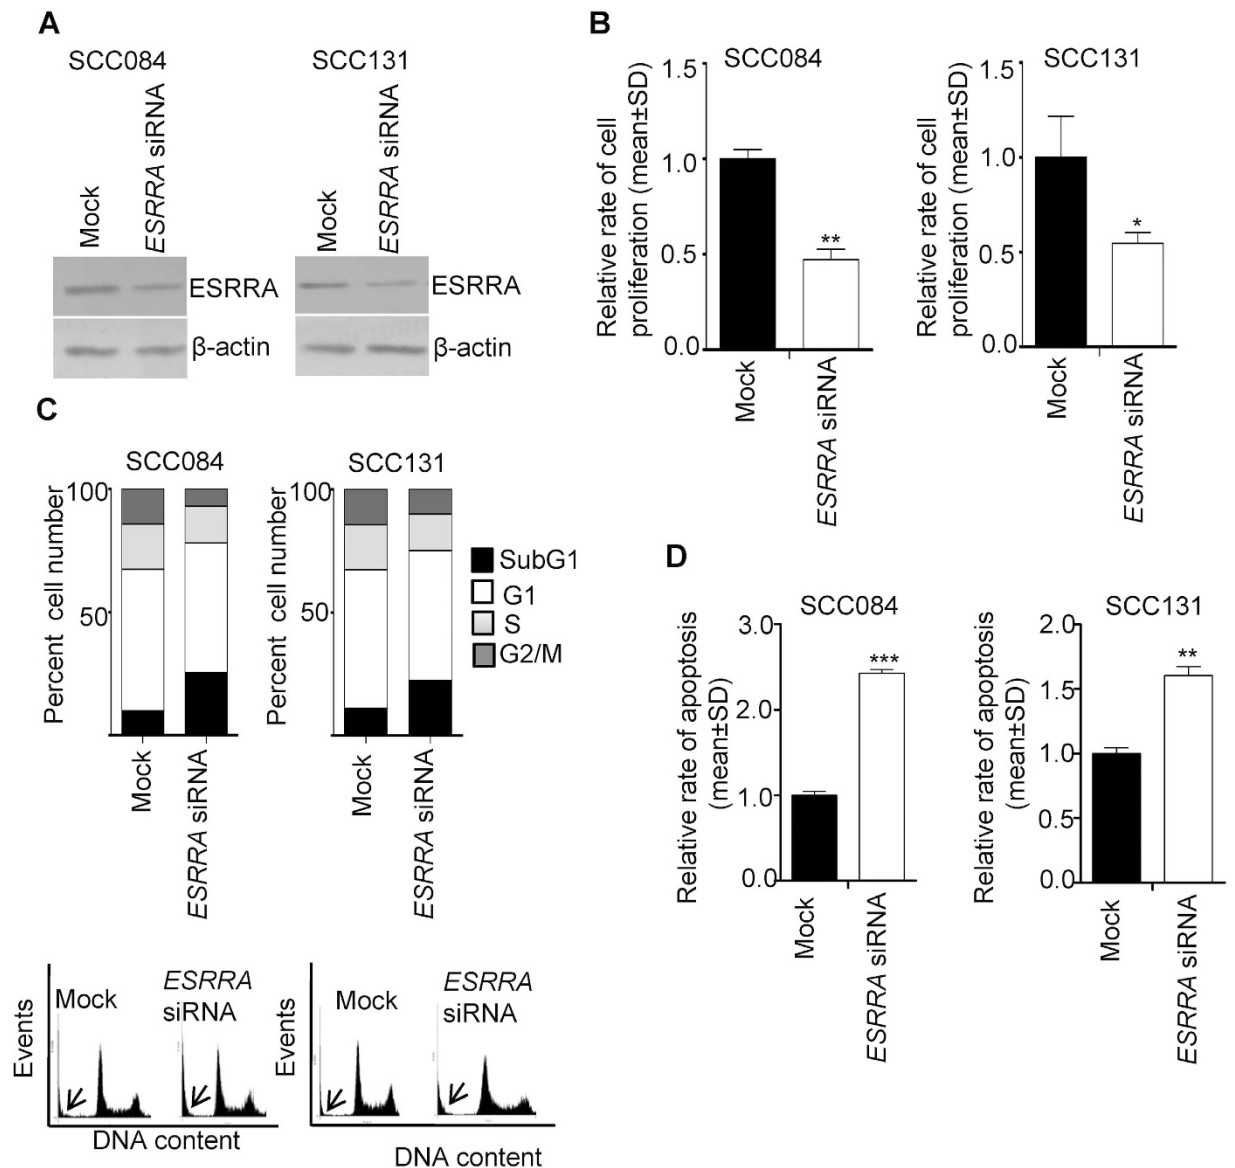 A
SCC084
SCC131
Mock
ESRRA siRNA
Mock
ESRRA siRNA
ESRRA
β-actin
ESRRA
β-actin
B
SCC084
Relative rate of cell
proliferation (mean±SD)
1.5
1.0
0.5
0.0
**
Mock
ESRRA siRNA
SCC131
Relative rate of cell
proliferation (mean±SD)
1.5
1.0
0.5
0.0
*
Mock
ESRRA siRNA
C
SCC084
Percent cell number
100
50
Mock
ESRRA siRNA
SCC131
Percent cell number
100
50
Mock
ESRRA siRNA
SubG1
G1
S
G2/M
Events
Mock
ESRRA
siRNA
DNA content
Events
Mock
ESRRA
siRNA
DNA content
D
SCC084
Relative rate of apoptosis
(mean±SD)
3.0
2.0
1.0
0.0
***
Mock
ESRRA siRNA
SCC131
Relative rate of apoptosis
(mean±SD)
2.0
1.5
1.0
0.5
0.0
**
Mock
ESRRA siRNA